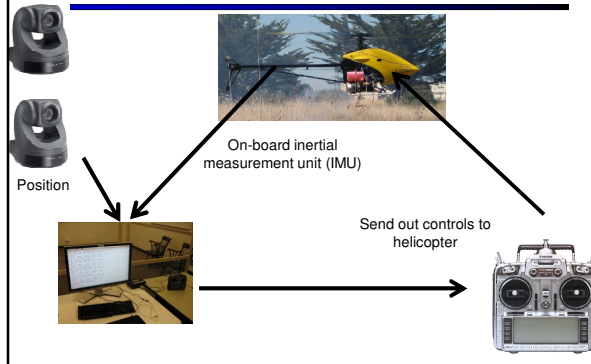 On-board inertial
measurement unit (IMU)
Position
Send out controls to
helicopter